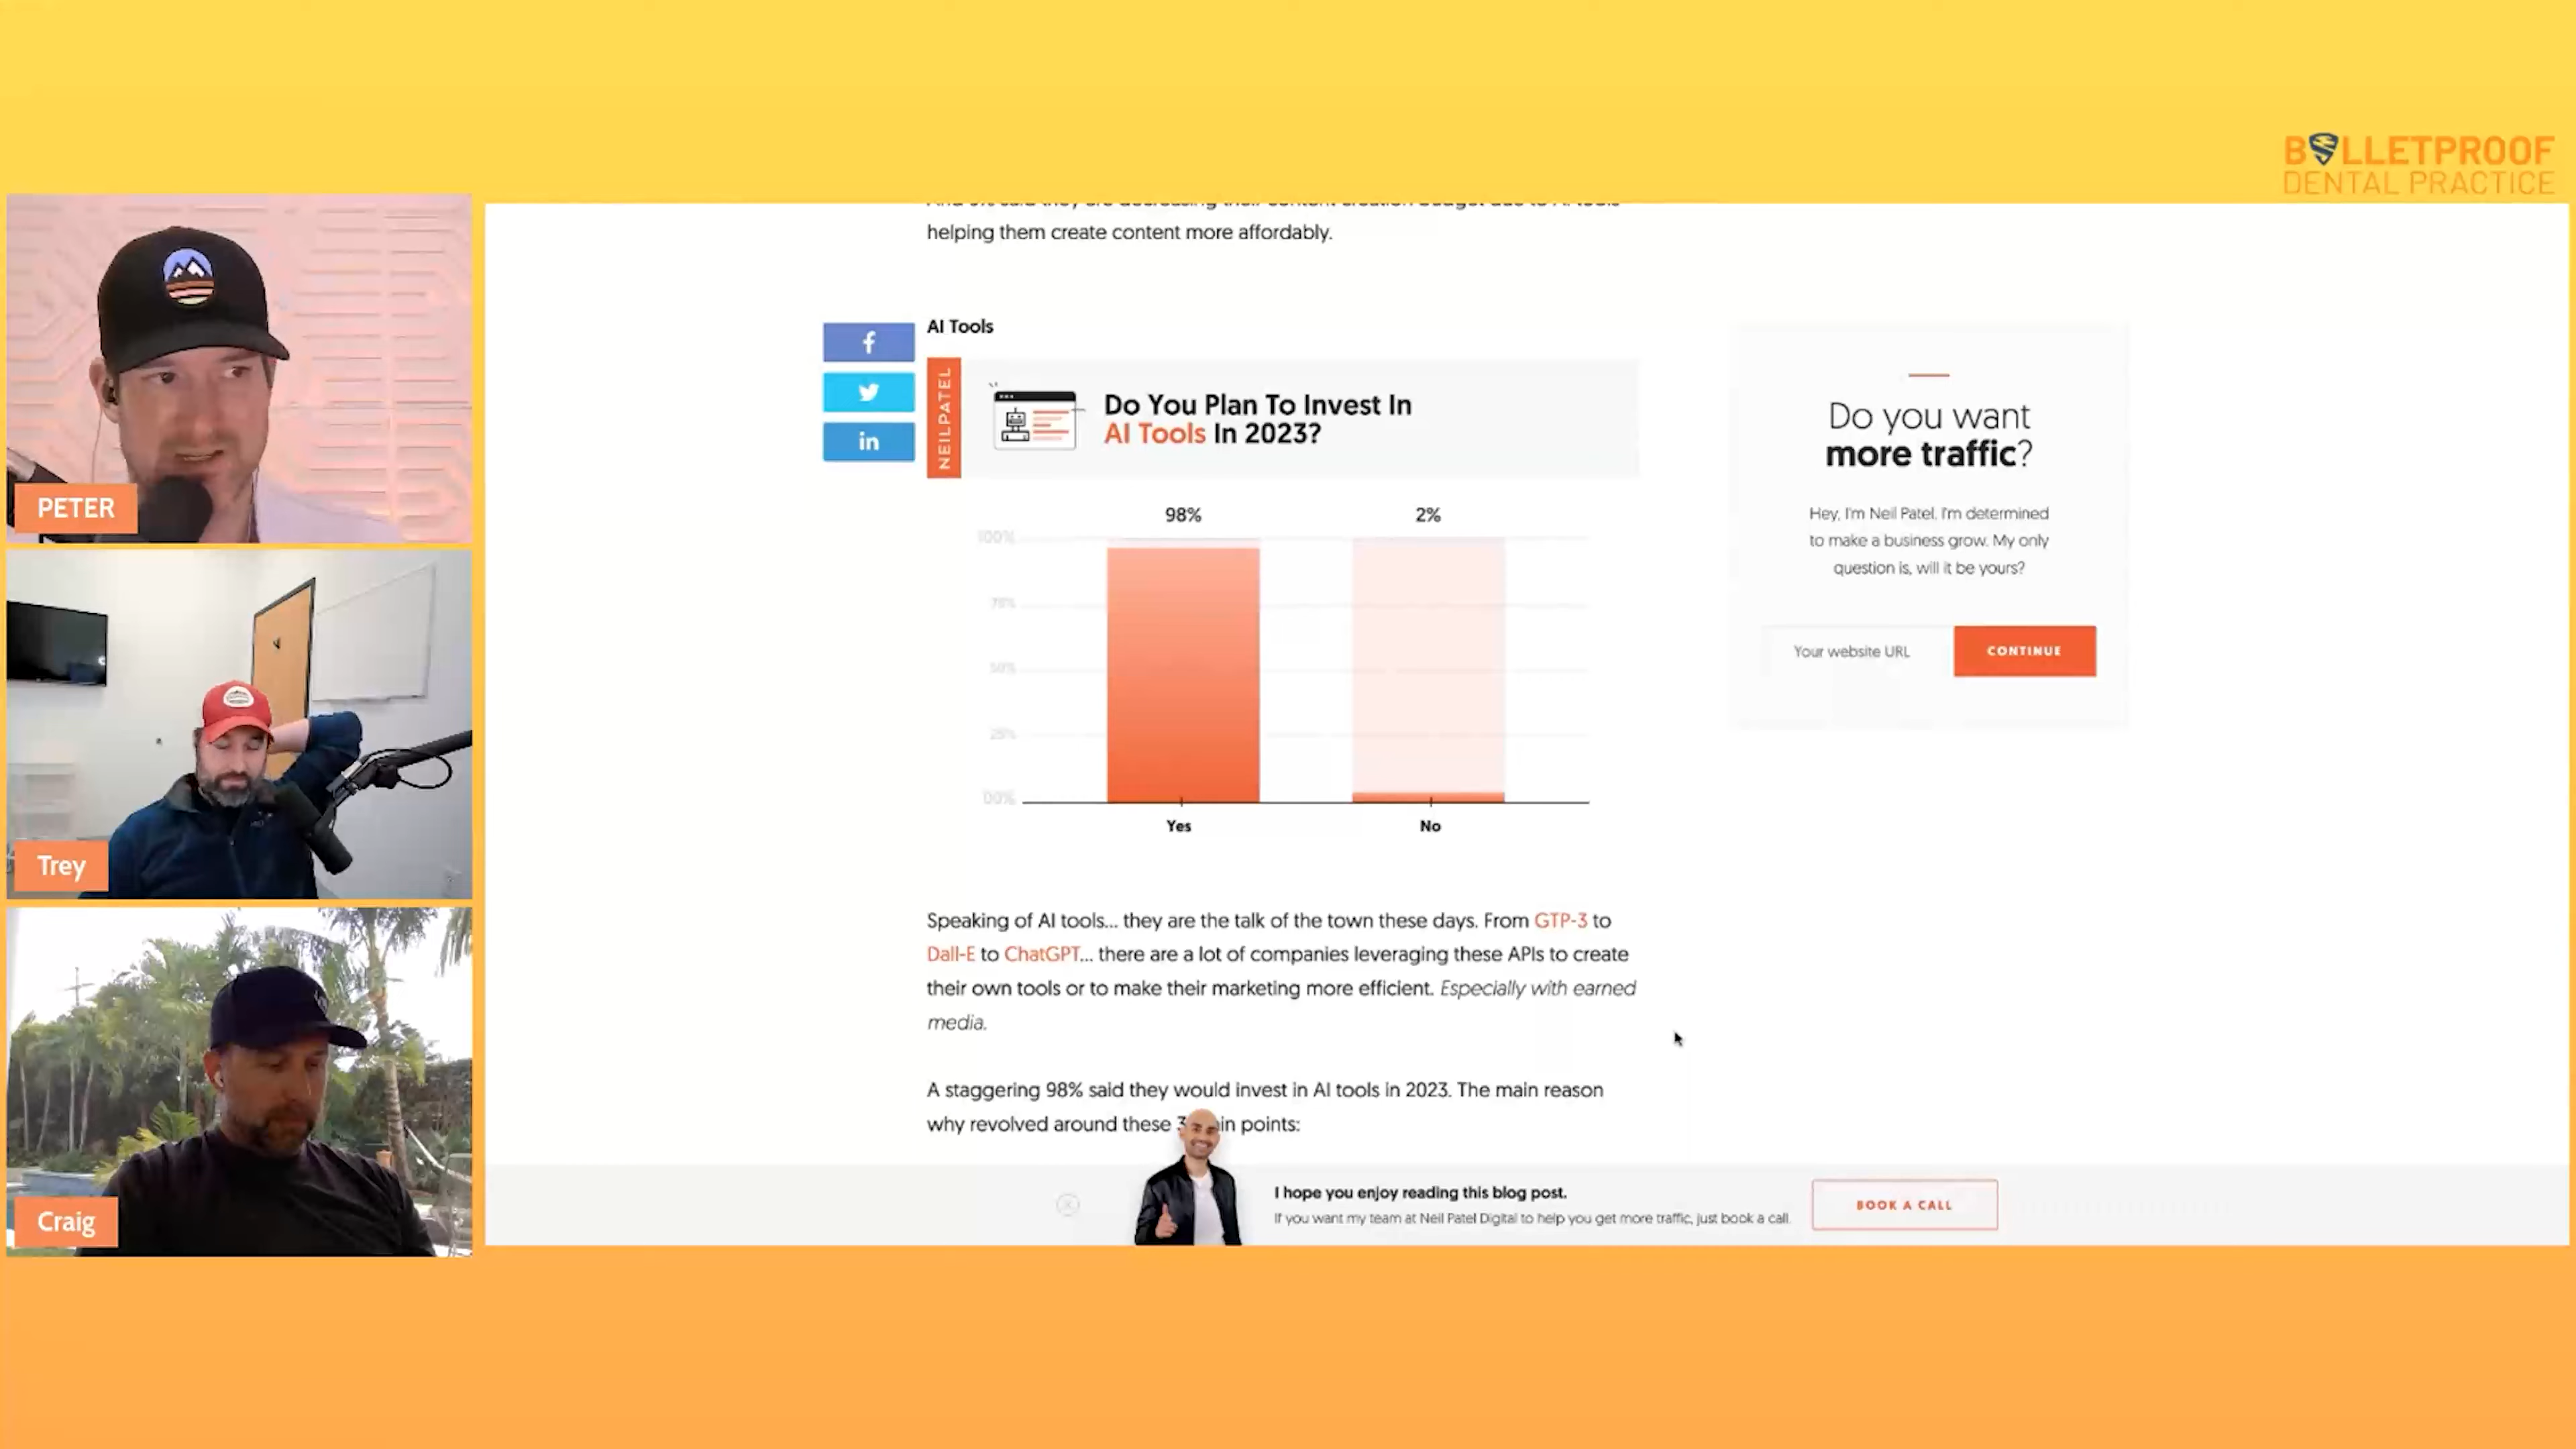 BULLETPROOF
DENTAL PRACTICE
PETER
Trey
Craig
helping them create content more affordably.
AI Tools
NEILPATEL
Do You Plan To Invest In
AI Tools In 2023?
98% 2%
100%
75%
50%
25%
00%
Yes No
Speaking of AI tools... they are the talk of the town these days. From GTP-3 to
Dall-E to ChatGPT... there are a lot of companies leveraging these APIs to create
their own tools or to make their marketing more efficient. Especially with earned
media.
A staggering 98% said they would invest in AI tools in 2023. The main reason
why revolved around these 3 in points:
Do you want
more traffic?
Hey, I'm Neil Patel. I'm determined
to make a business grow. My only
question is, will it be yours?
Your website URL CONTINUE
I hope you enjoy reading this blog post.
If you want my team at Neil Patel Digital to help you get more traffic, just book a call.
BOOK A CALL